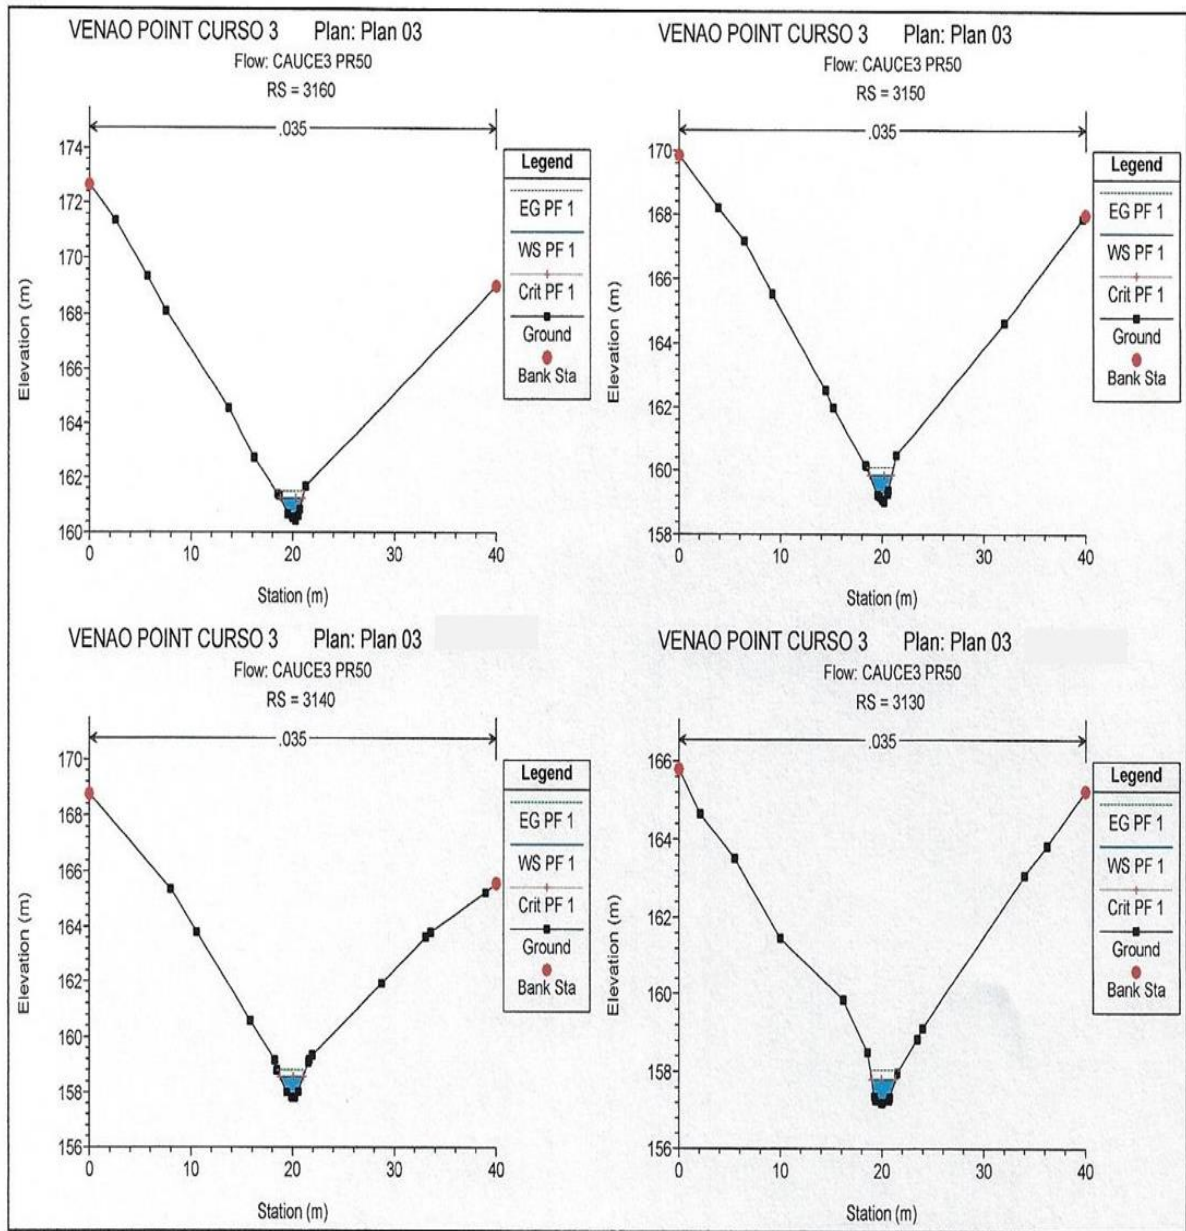 VENAO POINT CURSO 3 Plan: Plan 03
Flow: CAUCE3 PR50
RS = 3160
.035
174
172
170
168
166
164
162
160
0
10
20
30
40
Elevation (m)
Station (m)
Legend
EG PF 1
WS PF 1
Crit PF 1
Ground
Bank Sta
VENAO POINT CURSO 3 Plan: Plan 03
Flow: CAUCE3 PR50
RS = 3150
.035
170
168
166
164
162
160
158
0
10
20
30
40
Elevation (m)
Station (m)
Legend
EG PF 1
WS PF 1
Crit PF 1
Ground
Bank Sta
VENAO POINT CURSO 3 Plan: Plan 03
Flow: CAUCE3 PR50
RS = 3140
.035
170
168
166
164
162
160
158
156
0
10
20
30
40
Elevation (m)
Station (m)
Legend
EG PF 1
WS PF 1
Crit PF 1
Ground
Bank Sta
VENAO POINT CURSO 3 Plan: Plan 03
Flow: CAUCE3 PR50
RS = 3130
.035
166
164
162
160
158
156
0
10
20
30
40
Elevation (m)
Station (m)
Legend
EG PF 1
WS PF 1
Crit PF 1
Ground
Bank Sta